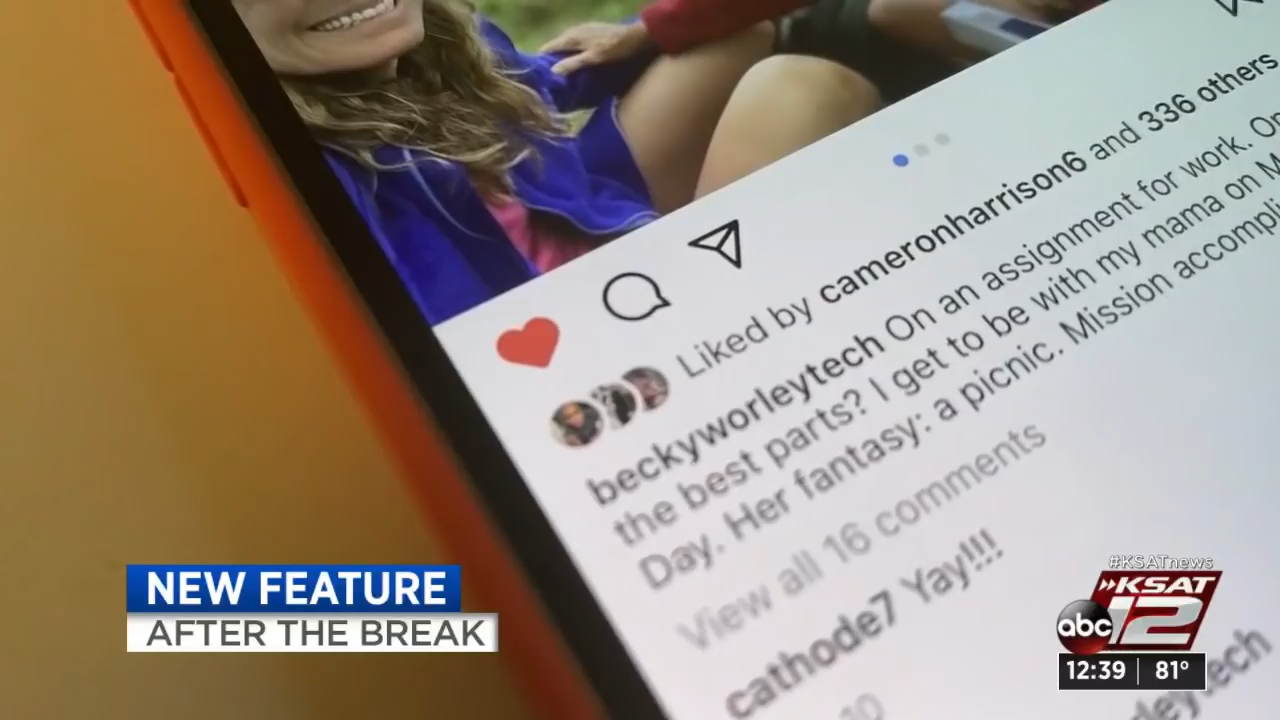 Liked by cameronharrison6 and 336 others
beckyworleytech On an assignment for work.
the best parts? I get to be with my mama on
Day. Her fantasy: a picnic. Mission
View all 16 comments
cathode7 Yay!!!
10
NEW FEATURE
AFTER THE BREAK
#KSATnews
KSAT
abc 12
12:39 81°